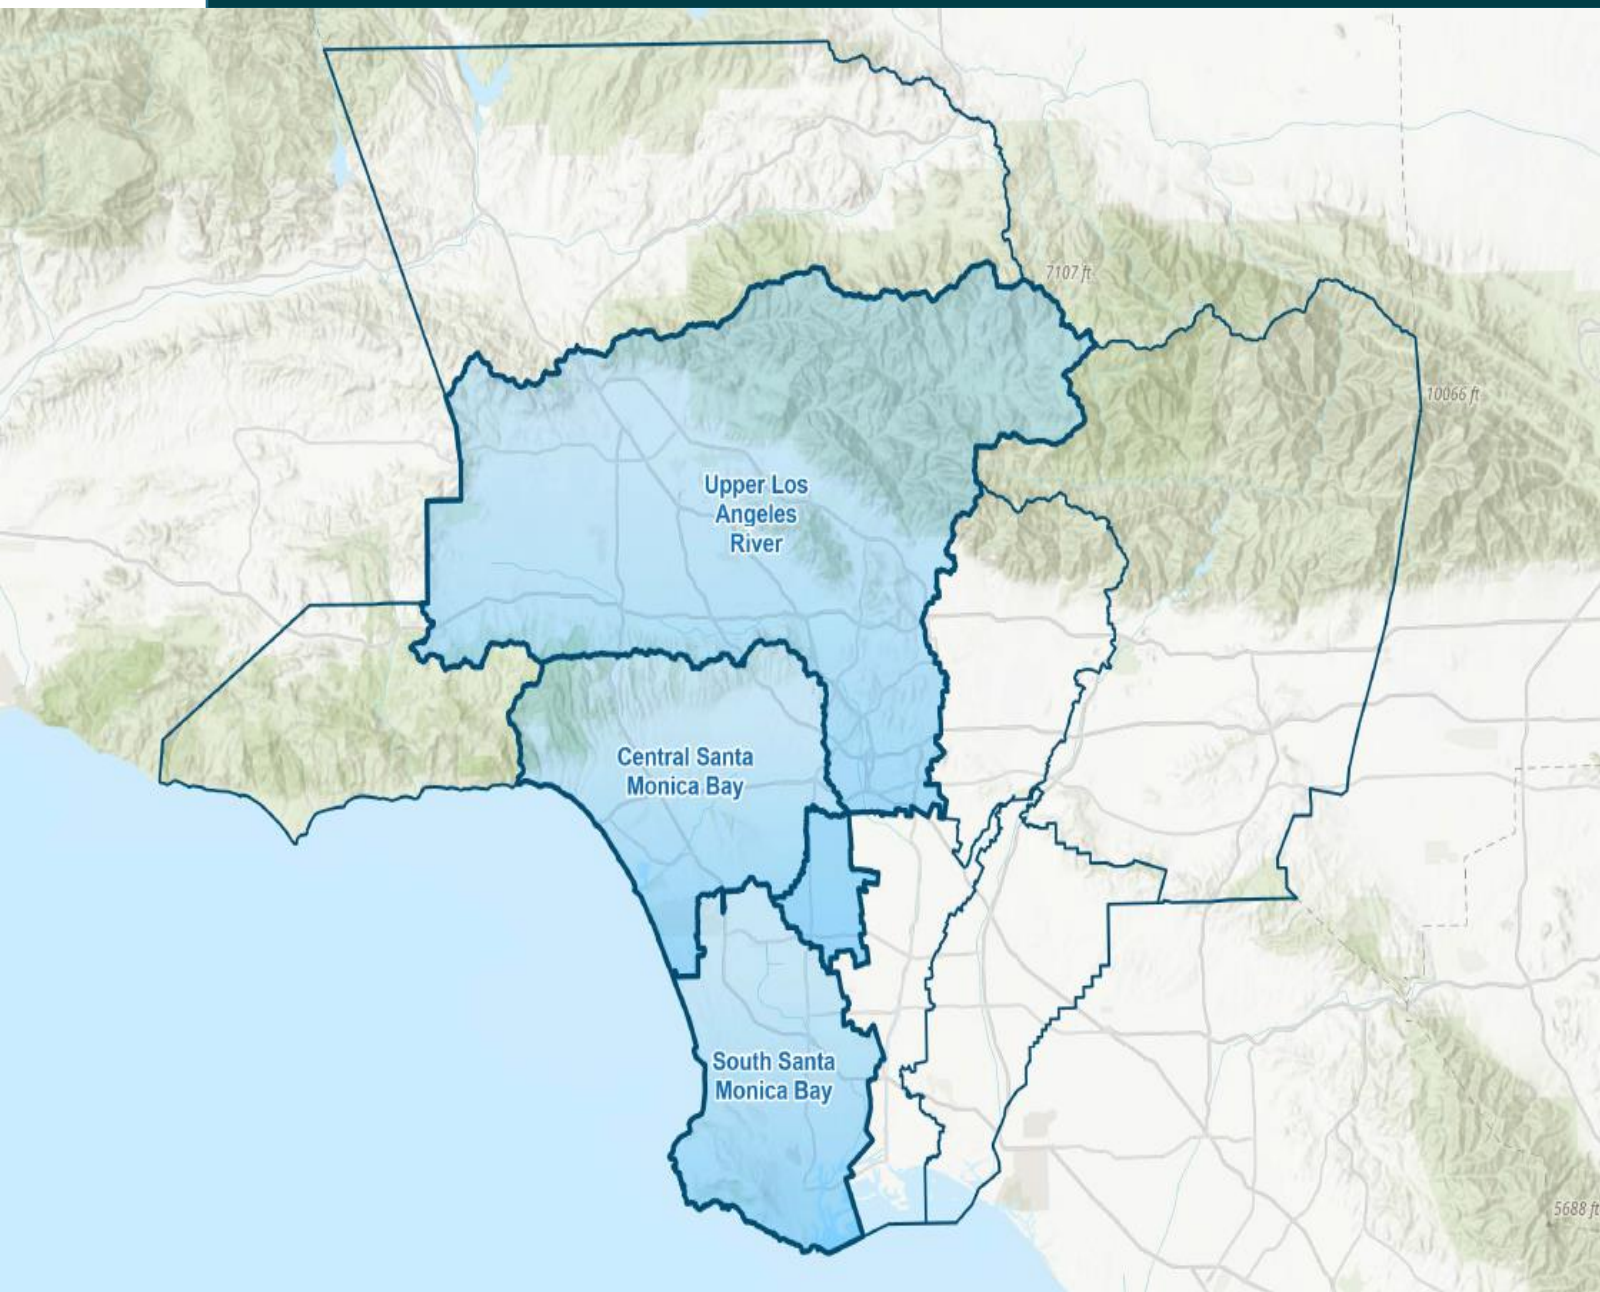 7107 ft
10066 ft
Upper Los
Angeles
River
Central Santa
Monica Bay
South Santa
Monica Bay
5688 ft